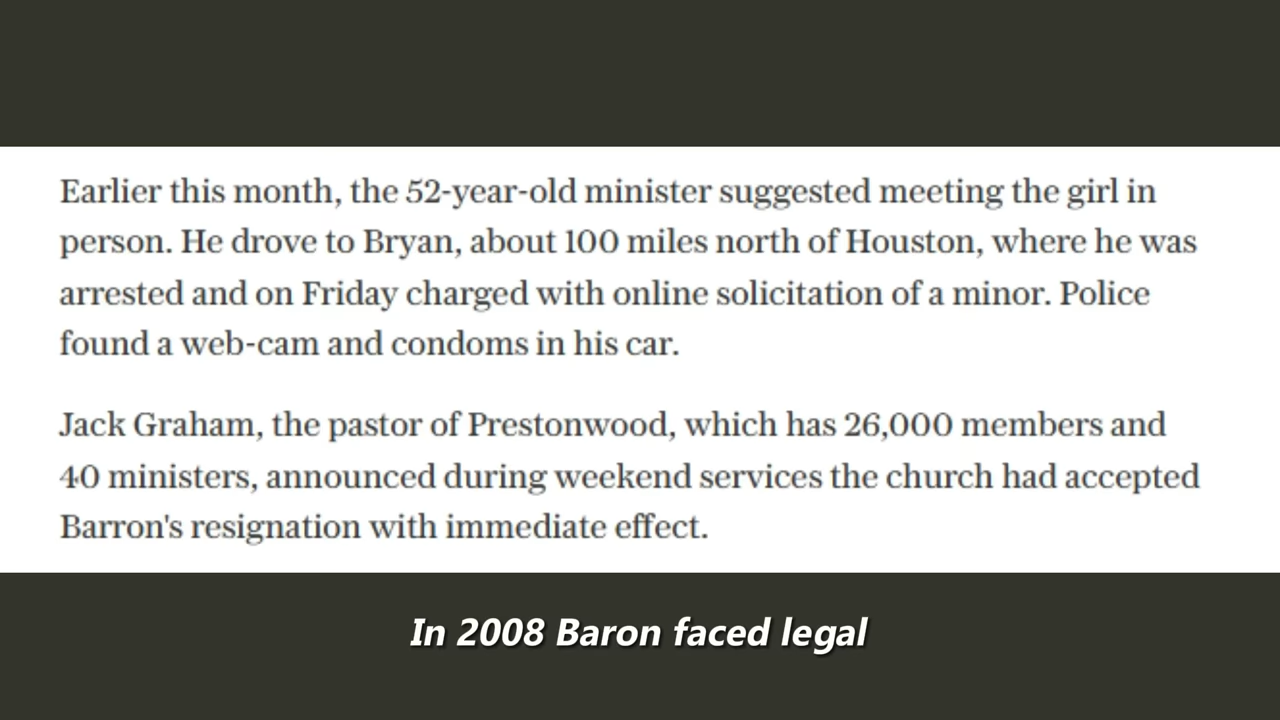 Earlier this month, the 52-year-old minister suggested meeting the girl in
person. He drove to Bryan, about 100 miles north of Houston, where he was
arrested and on Friday charged with online solicitation of a minor. Police
found a web-cam and condoms in his car.
Jack Graham, the pastor of Prestonwood, which has 26,000 members and
40 ministers, announced during weekend services the church had accepted
Barron's resignation with immediate effect.
In 2008 Baron faced legal